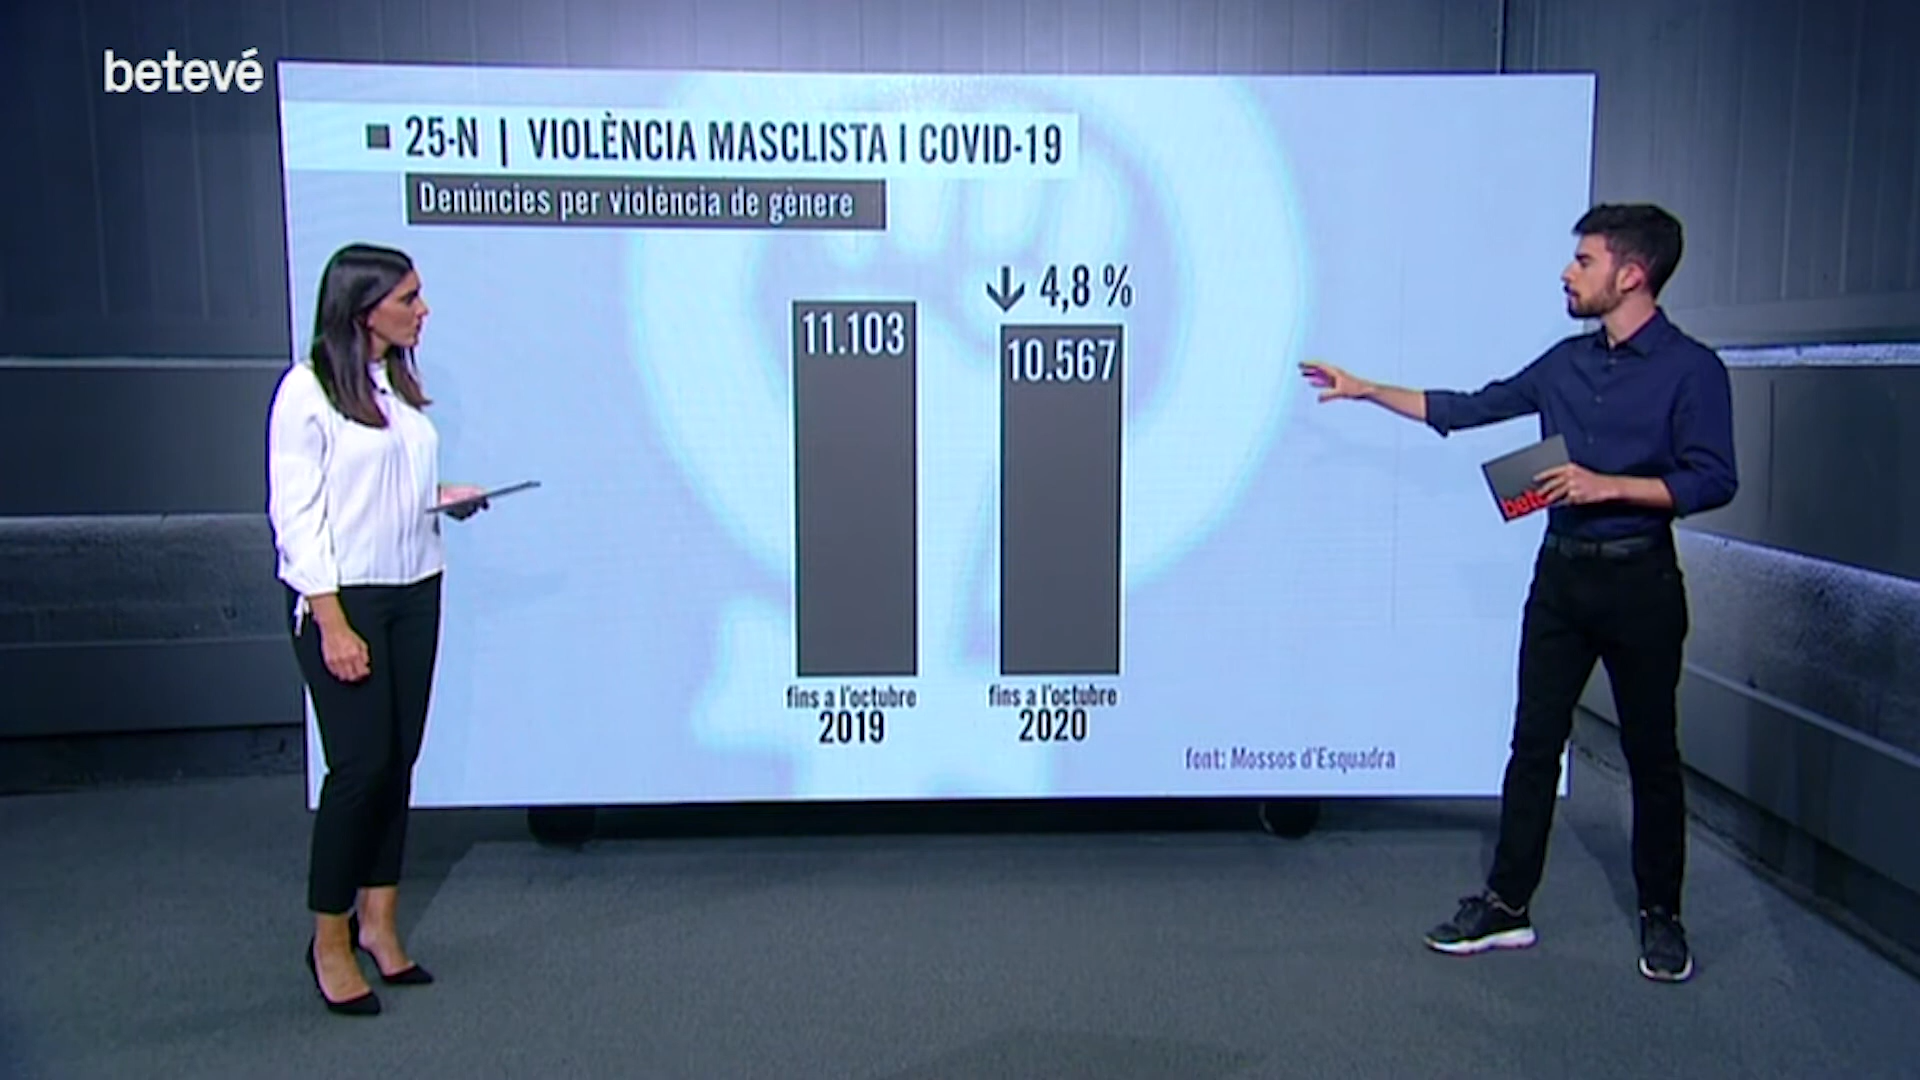 betevé
25-N | VIOLÈNCIA MASCLISTA I COVID-19
Denúncies per violència de gènere
4,8 %
11.103
10.567
fins a l'octubre
2019
fins a l'octubre
2020
font: Mossos d'Esquadra
bete